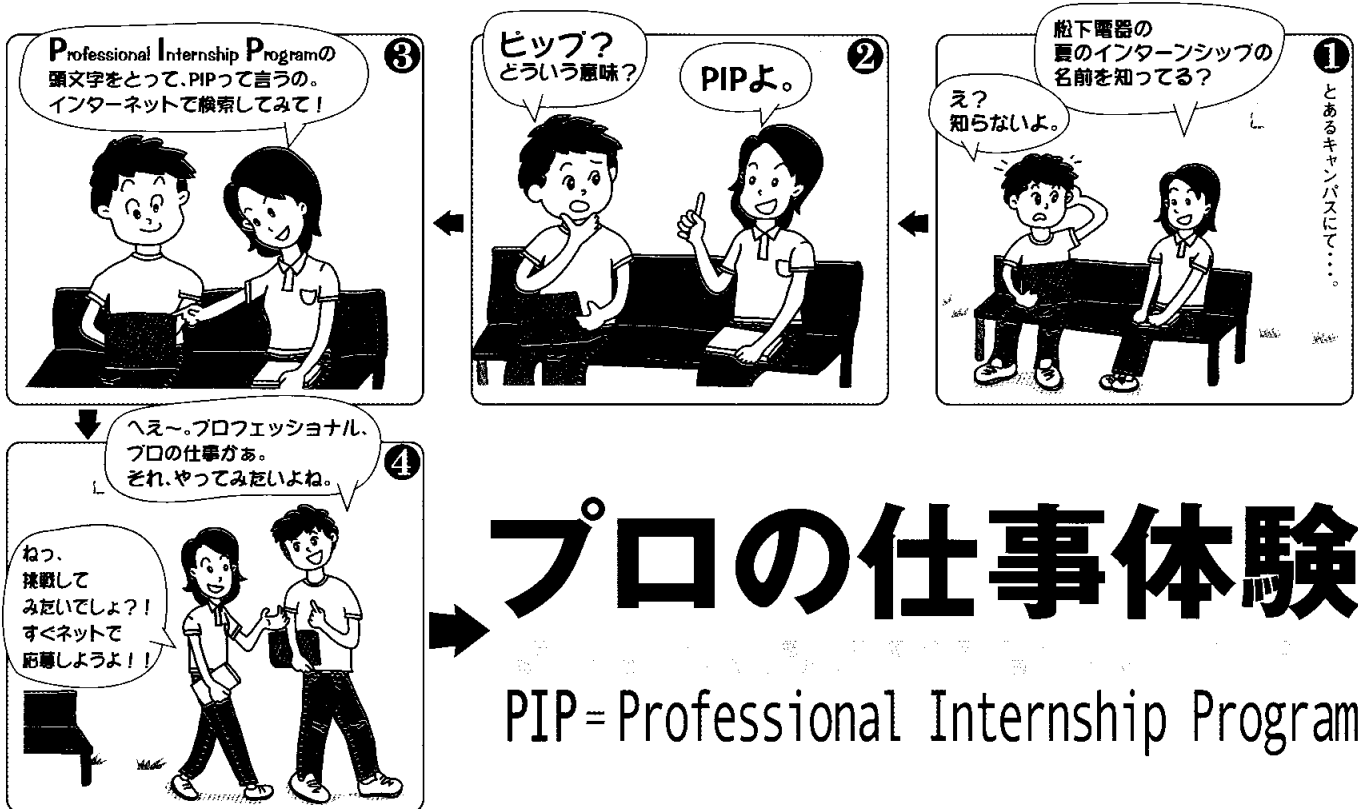 ❶
とあるキャンパスにて・・・・。
松下電器の
夏のインターンシップの
名前を知ってる？
え？
知らないよ。
❷
ピップ？
どういう意味？
PIPよ。
❸
Professional Internship Programの
頭文字をとって、PIPって言うの。
インターネットで検索してみて！
❹
へえ～。プロフェッショナル、
プロの仕事かぁ。
それ、やってみたいよね。
ねっ、
挑戦して
みたいでしょ？！
すぐネットで
応募しようよ！！
プロの仕事体験
PIP=Professional Internship Program